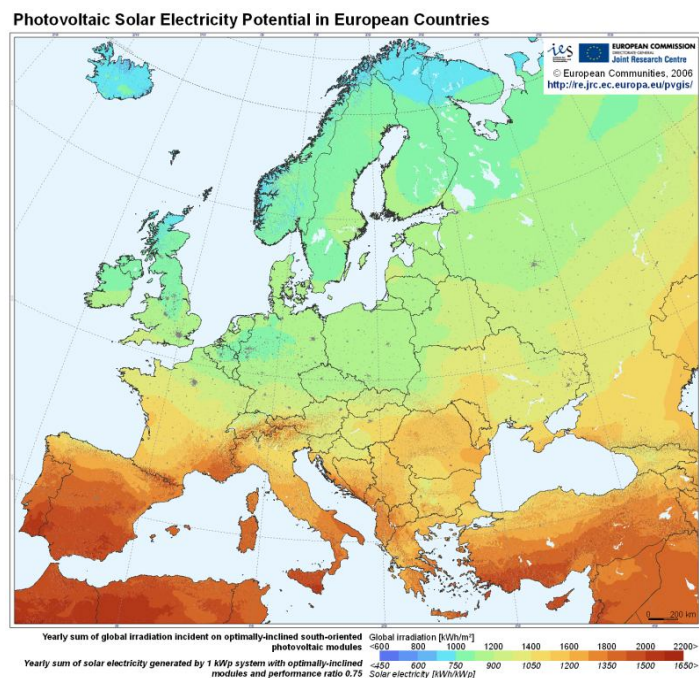 Photovoltaic Solar Electricity Potential in European Countries
ies
EUROPEAN COMMISSION
DIRECTORATE-GENERAL
Joint Research Centre
© European Communities, 2006
http://re.jrc.ec.europa.eu/pvgis/
0 200 km
Yearly sum of global irradiation incident on optimally-inclined south-oriented
photovoltaic modules
Yearly sum of solar electricity generated by 1 kWp system with optimally-inclined
modules and performance ratio 0.75
Global irradiation [kWh/m²]
<600 800 1000 1200 1400 1600 1800 2000 2200>
<450 600 750 900 1050 1200 1350 1500 1650>
Solar electricity [kWh/kWp]